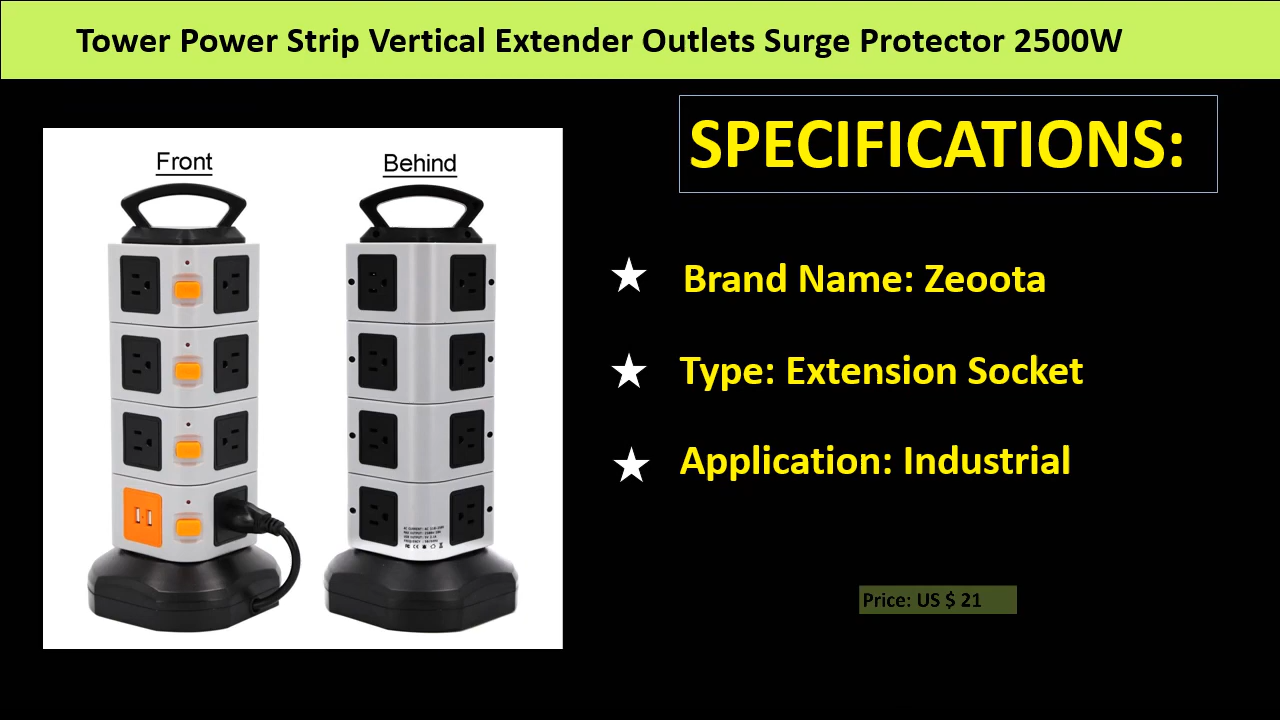 Tower Power Strip Vertical Extender Outlets Surge Protector 2500W
SPECIFICATIONS:
Front
Behind
Brand Name: Zeoota
Type: Extension Socket
Application: Industrial
Price: US $ 21